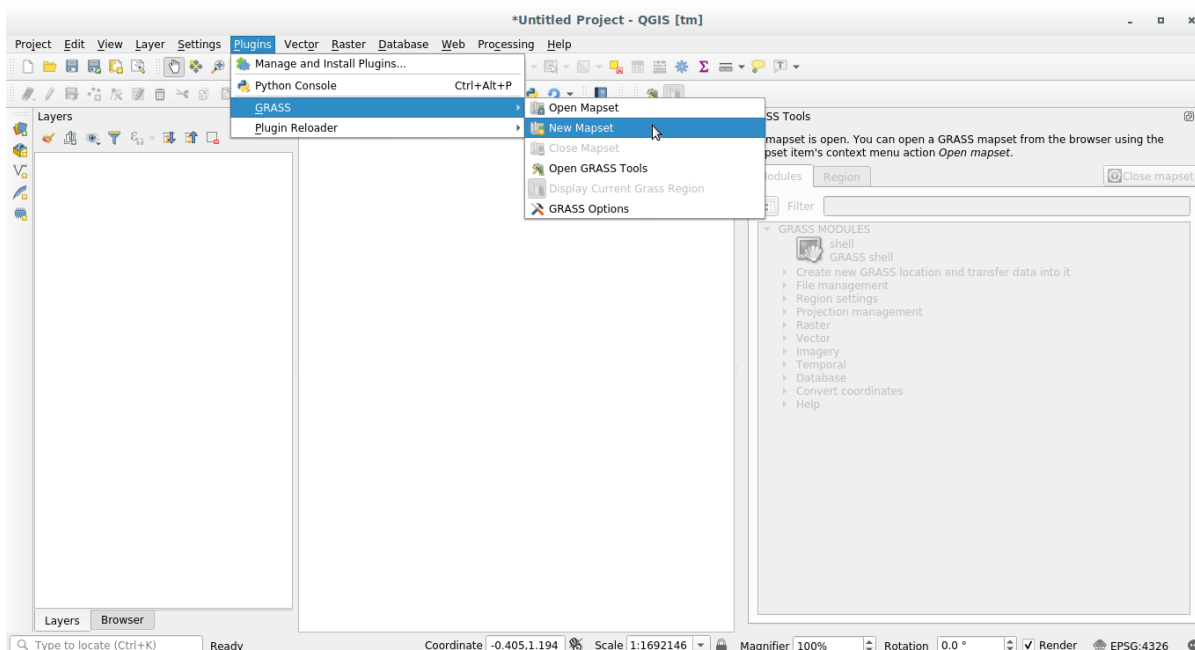 *Untitled Project - QGIS [tm]
Project Edit View Layer Settings Plugins Vector Raster Database Web Processing Help
Manage and Install Plugins...
Python Console Ctrl+Alt+P
GRASS
Plugin Reloader
Open Mapset
New Mapset
Close Mapset
Open GRASS Tools
Display Current Grass Region
GRASS Options
Layers
SS Tools
mapset is open. You can open a GRASS mapset from the browser using the
item's context menu action Open mapset.
Region
Close mapset
Filter
GRASS MODULES
shell
GRASS shell
Create new GRASS location and transfer data into it
File management
Region settings
Projection management
Raster
Vector
Imagery
Temporal
Database
Convert coordinates
Help
Layers Browser
Type to locate (Ctrl+K) Ready Coordinate -0.405,1.194 Scale 1:1692146 Magnifier 100% Rotation 0.0 ° Render EPSG:4326